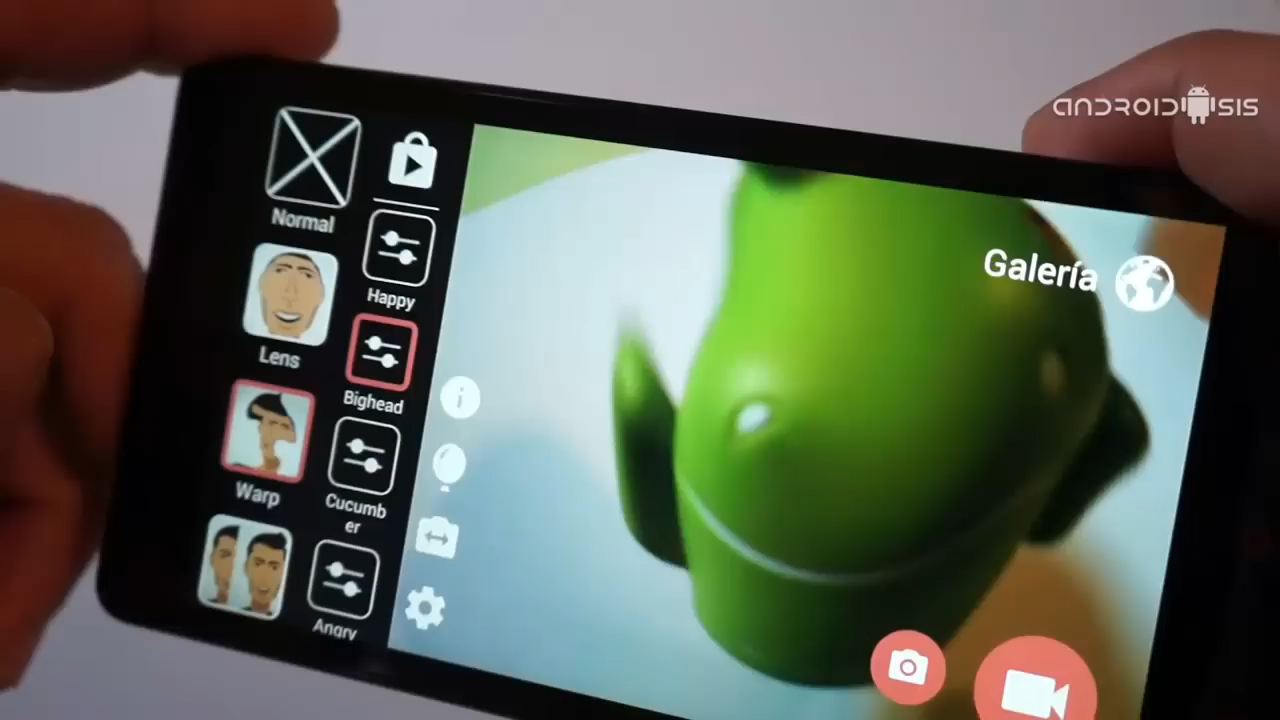 ANDROIDSIS
Normal
Lens
Warp
Happy
Bighead
Cucumb
er
Angry
Galería